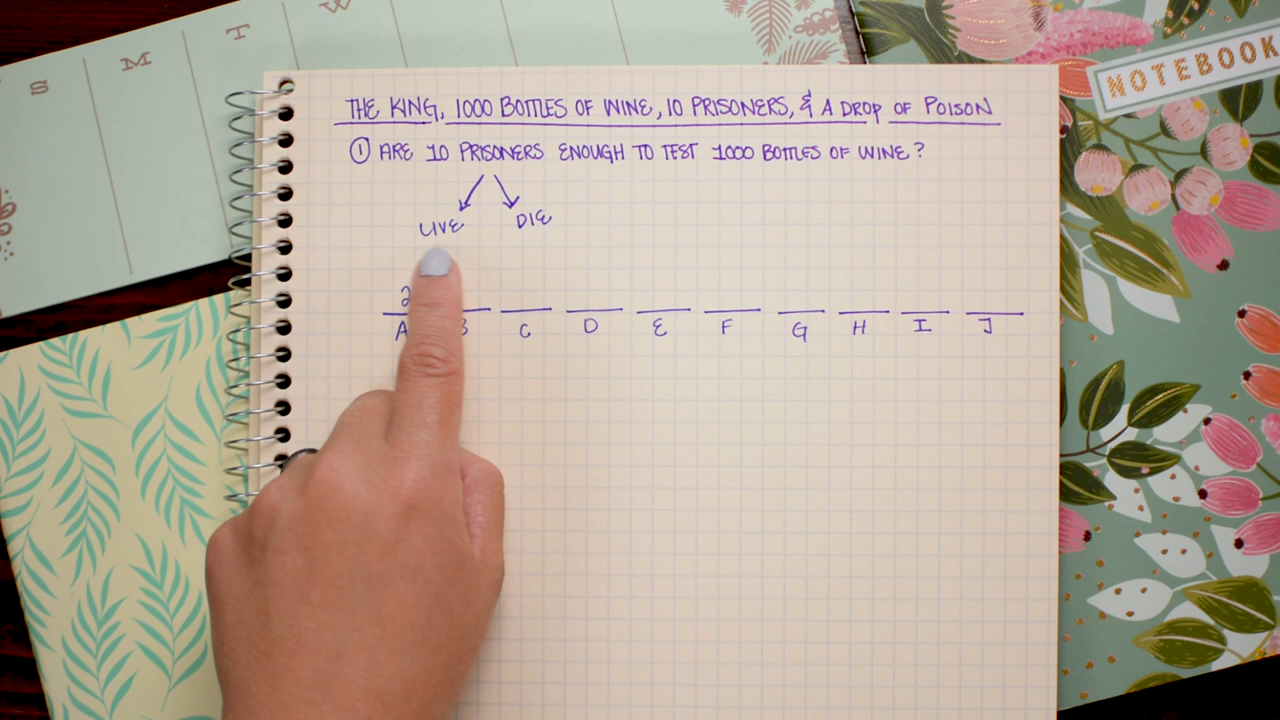 S M T W
NOTEBOOK
THE KING, 1000 BOTTLES OF WINE, 10 PRISONERS, & A DROP OF POISON
① ARE 10 PRISONERS ENOUGH TO TEST 1000 BOTTLES OF WINE?
LIVE DIE
2
A B C D E F G H I J